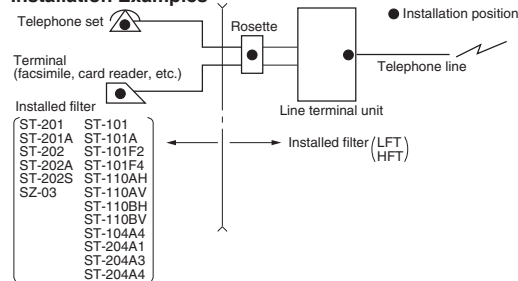 Installation Examples
● Installation position
Telephone set
Rosette
Terminal
(facsimile, card reader, etc.)
Telephone line
Line terminal unit
Installed filter
ST-201 ST-101
ST-201A ST-101A
ST-202 ST-101F2
ST-202A ST-101F4
ST-202S ST-110AH
SZ-03 ST-110AV
ST-110BH
ST-110BV
ST-104A4
ST-204A1
ST-204A3
ST-204A4
Installed filter (LFT
HFT)